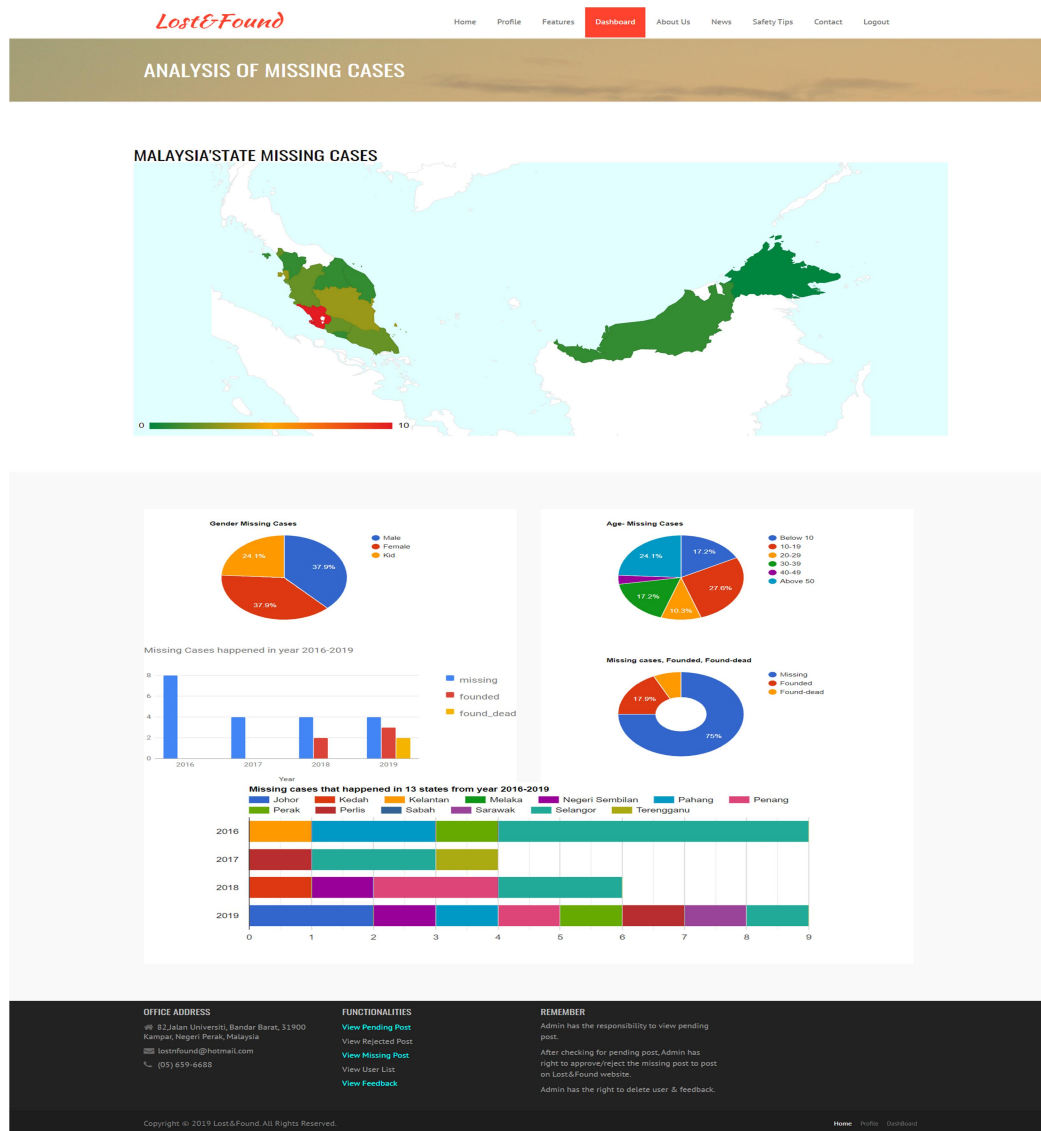 Lost&Found
Home Profile Features Dashboard About Us News Safety Tips Contact Logout
ANALYSIS OF MISSING CASES
MALAYSIA'STATE MISSING CASES
0 10
Gender Missing Cases
Male
Female
Kid
24.1%
37.9%
37.9%
Age- Missing Cases
Below 10
10-19
20-29
30-39
40-49
Above 50
24.1%
17.2%
27.6%
17.2%
10.3%
Missing Cases happened in year 2016-2019
8
6
4
2
0
2016 2017 2018 2019
Year
missing
founded
found_dead
Missing cases, Founded, Found-dead
Missing
Founded
Found-dead
17.9%
75%
Missing cases that happened in 13 states from year 2016-2019
Johor Kedah Kelantan Melaka Negeri Sembilan Pahang Penang
Perak Perlis Sabah Sarawak Selangor Terengganu
2016
2017
2018
2019
0 1 2 3 4 5 6 7 8 9
OFFICE ADDRESS
82,Jalan Universiti, Bandar Barat, 31900
Kampar, Negeri Perak, Malaysia
lostnfound@hotmail.com
(05) 659-6688
FUNCTIONALITIES
View Pending Post
View Rejected Post
View Missing Post
View User List
View Feedback
REMEMBER
Admin has the responsibility to view pending
post.
After checking for pending post, Admin has
right to approve/reject the missing post to post
on Lost&Found website.
Admin has the right to delete user & feedback.
Copyright © 2019 Lost&Found. All Rights Reserved.
Home Profile DashBoard